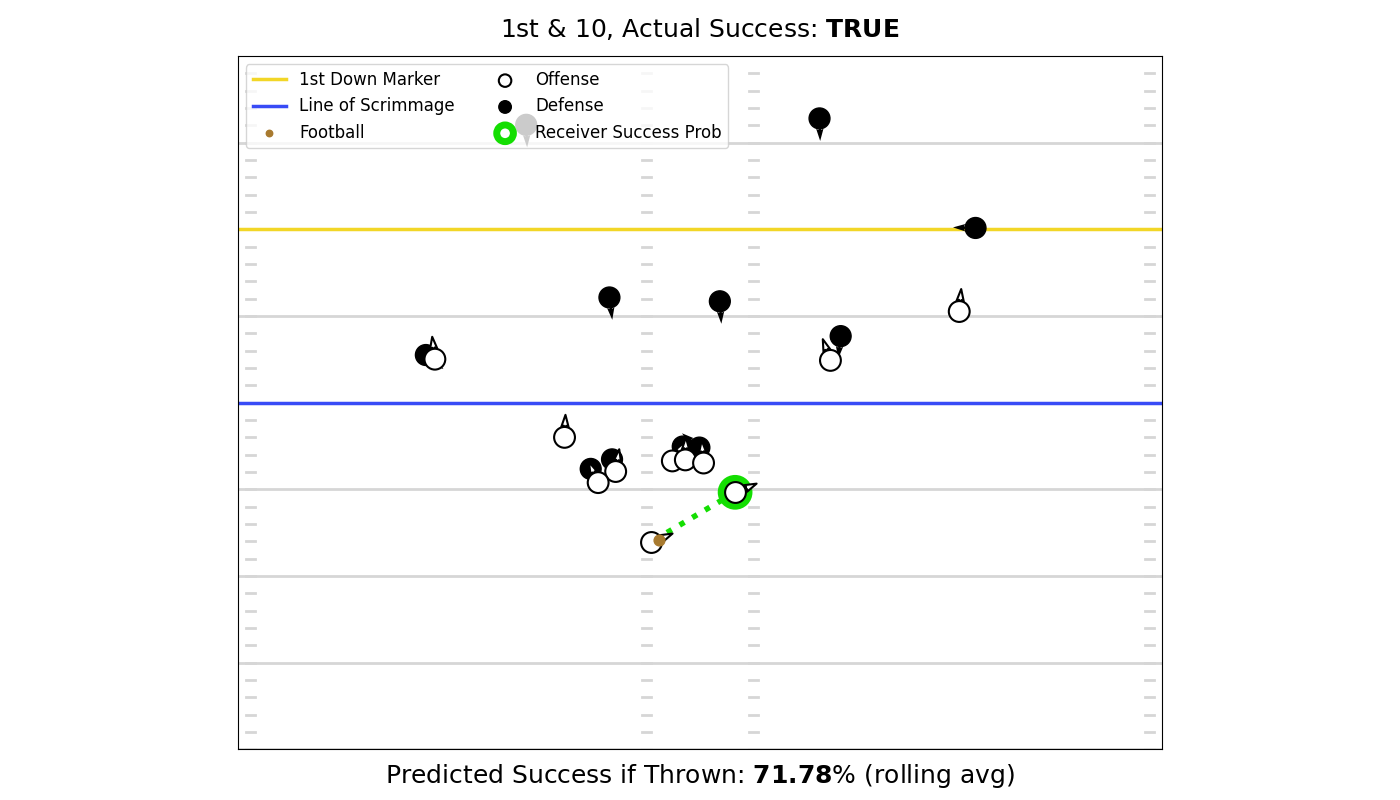 1st & 10, Actual Success: TRUE
1st Down Marker
Line of Scrimmage
Football
Offense
Defense
Receiver Success Prob
Predicted Success if Thrown: 71.78% (rolling avg)